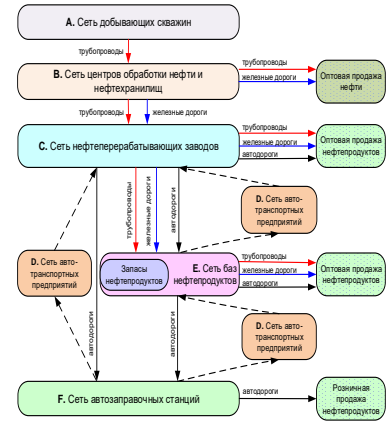 А. Сеть добывающих скважин
трубопроводы
В. Сеть центров обработки нефти и
нефтехранилищ
трубопроводы
железные дороги
Оптовая продажа
нефти
трубопроводы
железные дороги
С. Сеть нефтеперерабатывающих заводов
трубопроводы
железные дороги
автодороги
Оптовая продажа
нефтепродуктов
трубопроводы
железные дороги
автодороги
D. Сеть авто-
транспортных
предприятий
D. Сеть авто-
транспортных
предприятий
Запасы
нефтепродуктов
Е. Сеть баз
нефтепродуктов
трубопроводы
железные дороги
автодороги
Оптовая продажа
нефтепродуктов
автодороги
автодороги
D. Сеть авто-
транспортных
предприятий
F. Сеть автозаправочных станций
автодороги
Розничная
продажа
нефтепродуктов